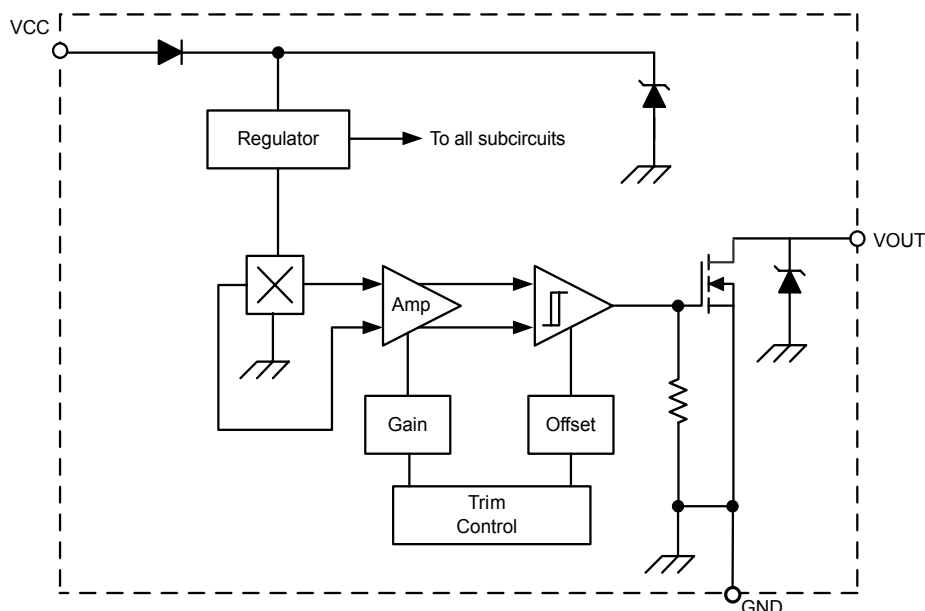 VCC
Regulator
To all subcircuits
VOUT
Amp
Gain
Offset
Trim
Control
GND